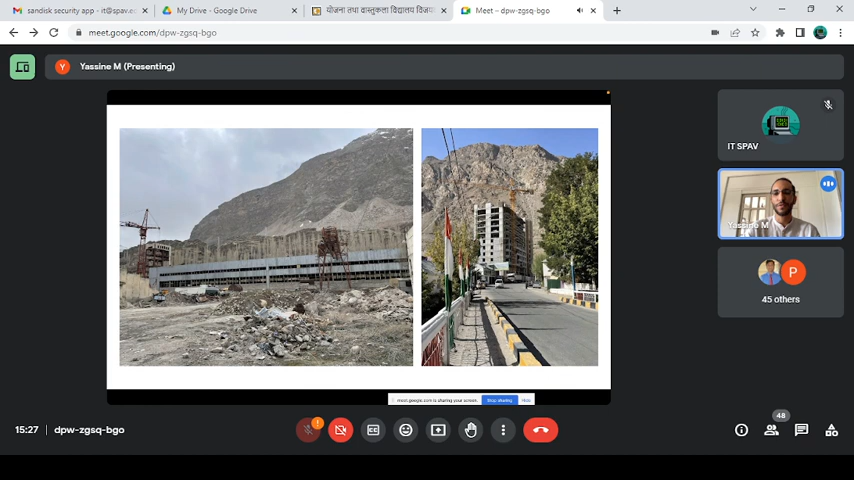 sandisk security app - it@spav.ec
My Drive - Google Drive
योजना तथा वास्तुकला विद्यालय विजय
Meet – dpw-zgsq-bgo
meet.google.com/dpw-zgsq-bgo
Y Yassine M (Presenting)
IT SPAV
Yassine M
P
45 others
meet.google.com is sharing your screen.
Stop sharing
Hide
15:27 | dpw-zgsq-bgo
48